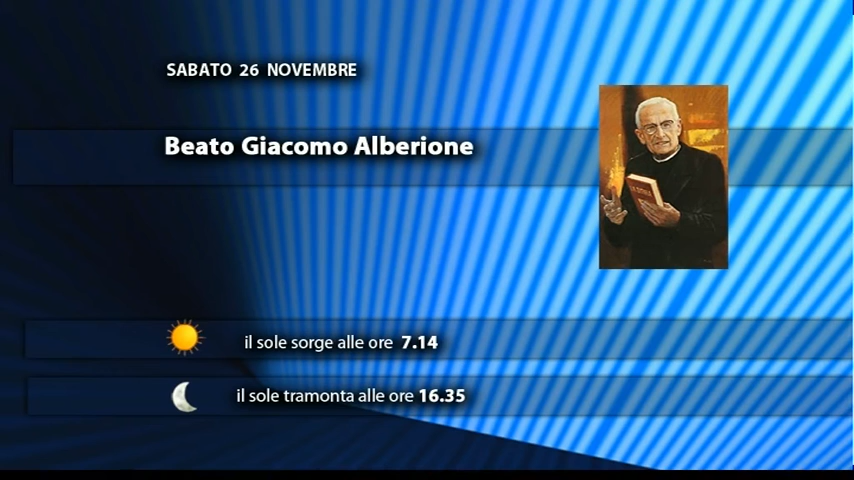 SABATO 26 NOVEMBRE
Beato Giacomo Alberione
il sole sorge alle ore 7.14
il sole tramonta alle ore 16.35